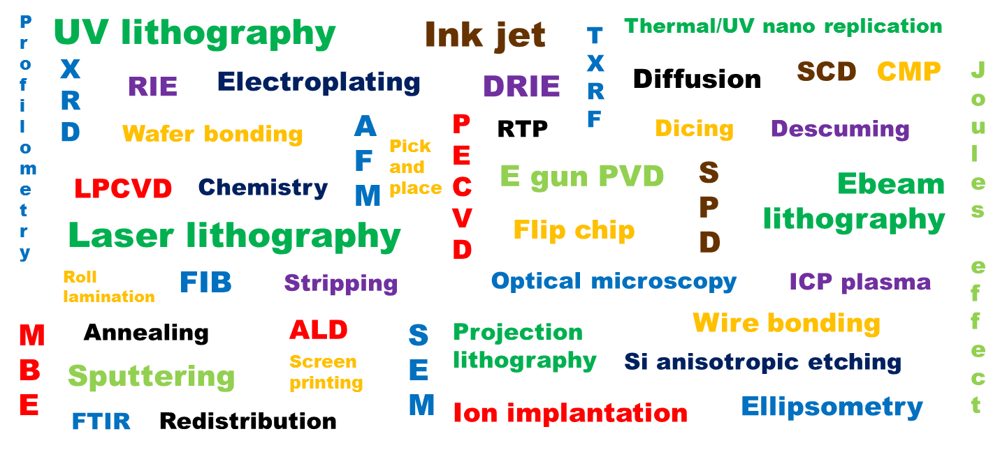 Profilometry
UV lithography
Ink jet
TXRF
Thermal/UV nano replication
XRD
RIE
Electroplating
DRIE
Diffusion
SCD
CMP
Joules effect
Wafer bonding
AFM
Pick
and
place
PECVD
RTP
Dicing
Descuming
LPCVD
Chemistry
E gun PVD
SPD
Ebeam
lithography
Laser lithography
Flip chip
Roll
lamination
FIB
Stripping
Optical microscopy
ICP plasma
MBE
Annealing
ALD
SEM
Projection
lithography
Wire bonding
Sputtering
Screen
printing
Si anisotropic etching
FTIR
Redistribution
Ion implantation
Ellipsometry